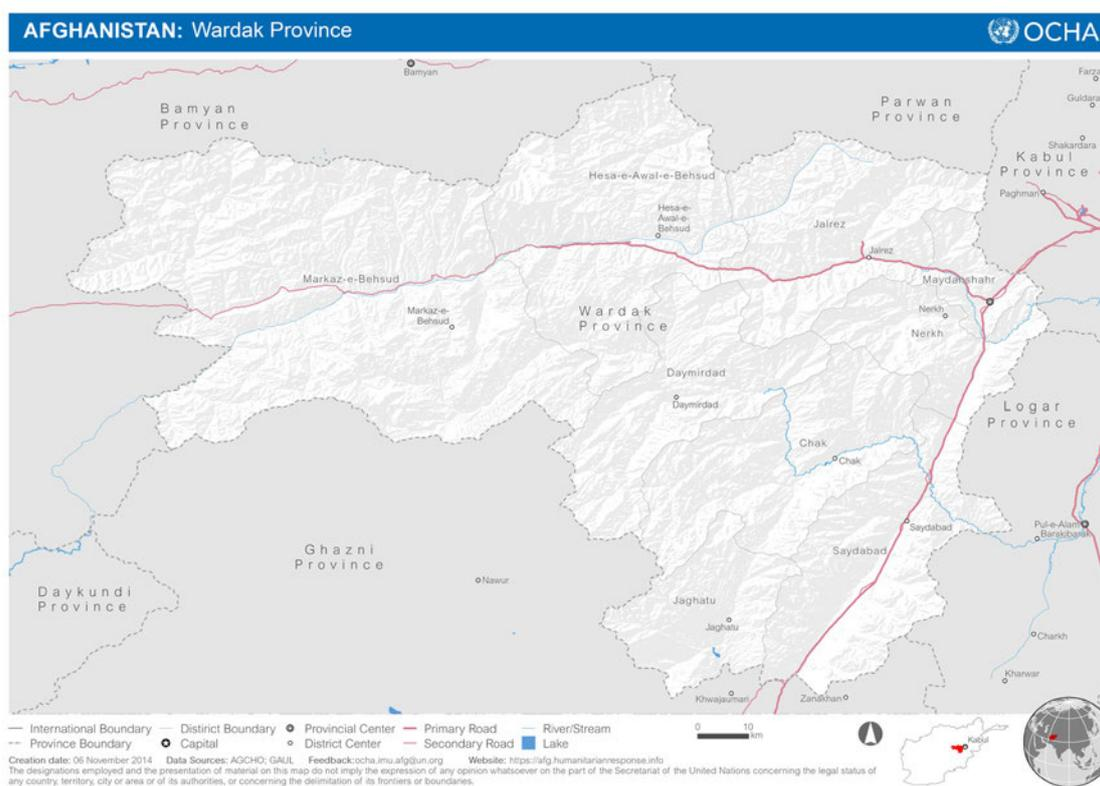 AFGHANISTAN: Wardak Province
OCHA
Bamyan
Bamyan
Province
Parwan
Province
Guldara
Shakardara
Kabul
Province
Paghman
Hesa-e-Awal-e-Behsud
Hesa-e-
Awal-e-
Behsud
Jalrez
Jalrez
Markaz-e-Behsud
Markaz-e-
Behsud
Maydanshahr
Wardak
Province
Nerkh
Nerkh
Daymirdad
Daymirdad
Logar
Province
Chak
Chak
Saydabad
Saydabad
Pul-e-Alam
Barakibarak
Ghazni
Province
Nawur
Daykundi
Province
Jaghatu
Jaghatu
Charkh
Kharwar
Khwajaumari
Zanakhan
International Boundary
District Boundary
Provincial Center
Primary Road
River/Stream
Province Boundary
Capital
District Center
Secondary Road
Lake
0 10
km
Kabul
Creation date: 06 November 2014 Data Sources: AGCHO; GAUL Feedback:ocha.imu.afg@un.org Website: https://afg.humanitarianresponse.info
The designations employed and the presentation of material on this map do not imply the expression of any opinion whatsoever on the part of the Secretariat of the United Nations concerning the legal status of
any country, territory, city or area or of its authorities, or concerning the delimitation of its frontiers or boundaries.